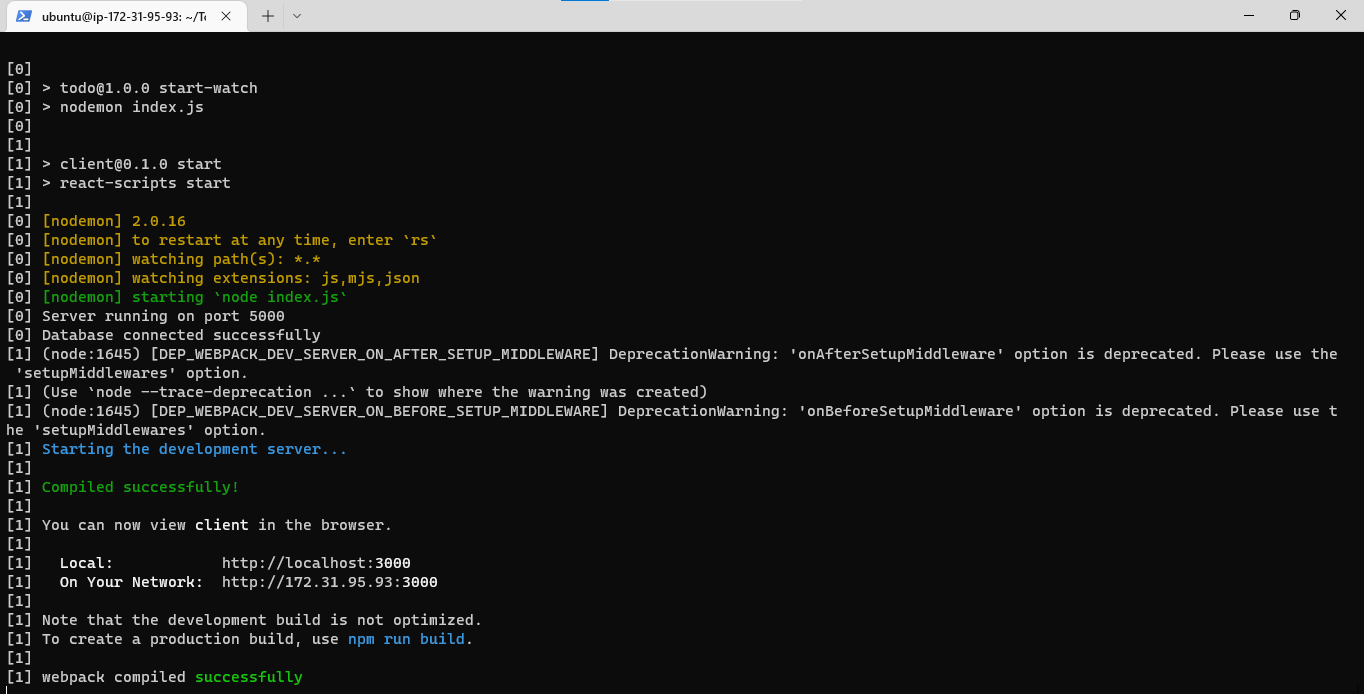 ubuntu@ip-172-31-95-93: ~/T
[0]
[0] > todo@1.0.0 start-watch
[0] > nodemon index.js
[0]
[1]
[1] > client@0.1.0 start
[1] > react-scripts start
[1]
[0] [nodemon] 2.0.16
[0] [nodemon] to restart at any time, enter `rs`
[0] [nodemon] watching path(s): *.*
[0] [nodemon] watching extensions: js,mjs,json
[0] [nodemon] starting `node index.js`
[0] Server running on port 5000
[0] Database connected successfully
[1] (node:1645) [DEP_WEBPACK_DEV_SERVER_ON_AFTER_SETUP_MIDDLEWARE] DeprecationWarning: 'onAfterSetupMiddleware' option is deprecated. Please use the
 'setupMiddlewares' option.
[1] (Use `node --trace-deprecation ...` to show where the warning was created)
[1] (node:1645) [DEP_WEBPACK_DEV_SERVER_ON_BEFORE_SETUP_MIDDLEWARE] DeprecationWarning: 'onBeforeSetupMiddleware' option is deprecated. Please use t
he 'setupMiddlewares' option.
[1] Starting the development server...
[1]
[1] Compiled successfully!
[1]
[1] You can now view client in the browser.
[1]
[1]   Local:            http://localhost:3000
[1]   On Your Network:  http://172.31.95.93:3000
[1]
[1] Note that the development build is not optimized.
[1] To create a production build, use npm run build.
[1]
[1] webpack compiled successfully